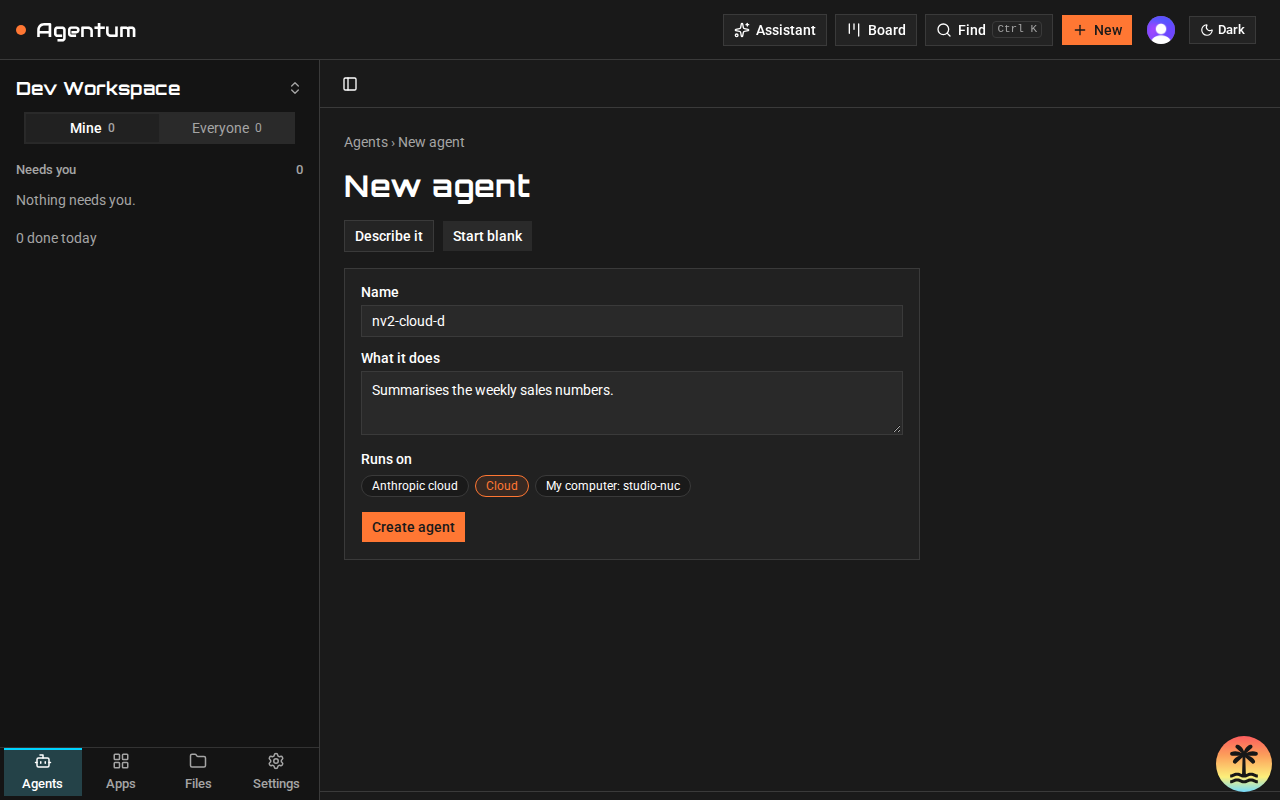 Agentum
Assistant
Board
Find Ctrl K
New
Dark
Dev Workspace
Mine 0
Everyone 0
Needs you 0
Nothing needs you.
0 done today
Agents › New agent
New agent
Describe it
Start blank
Name
nv2-cloud-d
What it does
Summarises the weekly sales numbers.
Runs on
Anthropic cloud
Cloud
My computer: studio-nuc
Create agent
Agents
Apps
Files
Settings